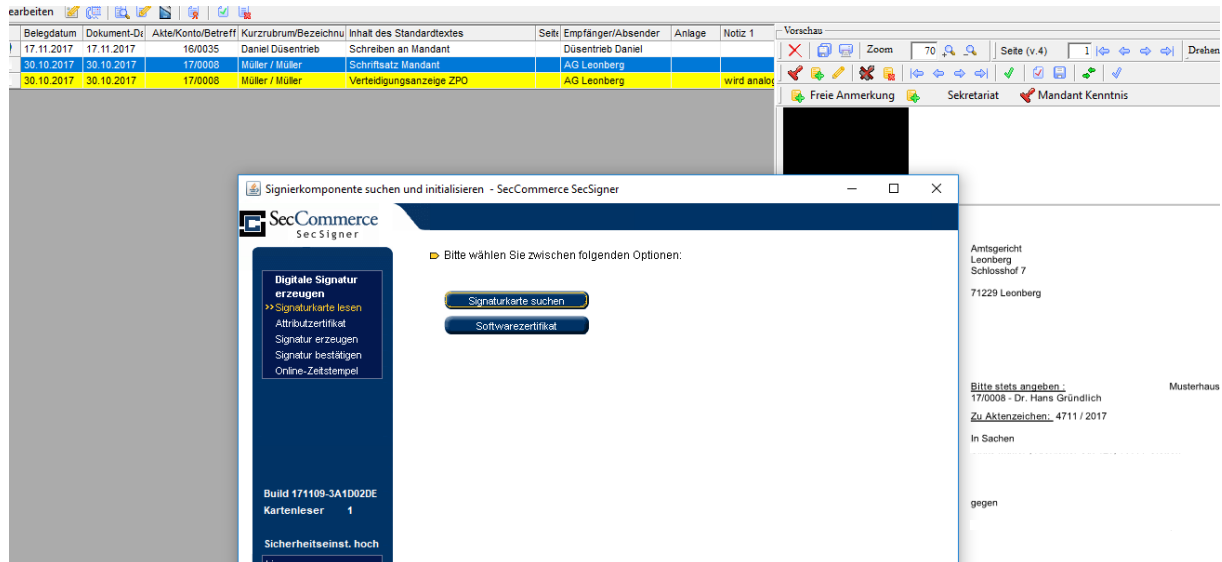 earbeiten
Belegdatum Dokument-Da Akte/Konto/Betreff Kurzrubrum/Bezeichnu Inhalt des Standardtextes Seite Empfänger/Absender Anlage Notiz 1
17.11.2017 17.11.2017 16/0035 Daniel Düsentrieb Schreiben an Mandant Düsentrieb Daniel
30.10.2017 30.10.2017 17/0008 Müller / Müller Schriftsatz Mandant AG Leonberg
30.10.2017 30.10.2017 17/0008 Müller / Müller Verteidigungsanzeige ZPO AG Leonberg wird analog
Vorschau
Zoom 70 Seite (v.4) 1 Drehen
Freie Anmerkung Sekretariat Mandant Kenntnis
Signierkomponente suchen und initialisieren - SecCommerce SecSigner
SecCommerce
SecSigner
Bitte wählen Sie zwischen folgenden Optionen:
Signaturkarte suchen
Softwarezertifikat
Digitale Signatur
erzeugen
>> Signaturkarte lesen
Attributzertifikat
Signatur erzeugen
Signatur bestätigen
Online-Zeitstempel
Build 171109-3A1D02DE
Kartenleser 1
Sicherheitseinst. hoch
Amtsgericht
Leonberg
Schlosshof 7
71229 Leonberg
Bitte stets angeben : Musterhaus
17/0008 - Dr. Hans Gründlich
Zu Aktenzeichen: 4711 / 2017
In Sachen
gegen